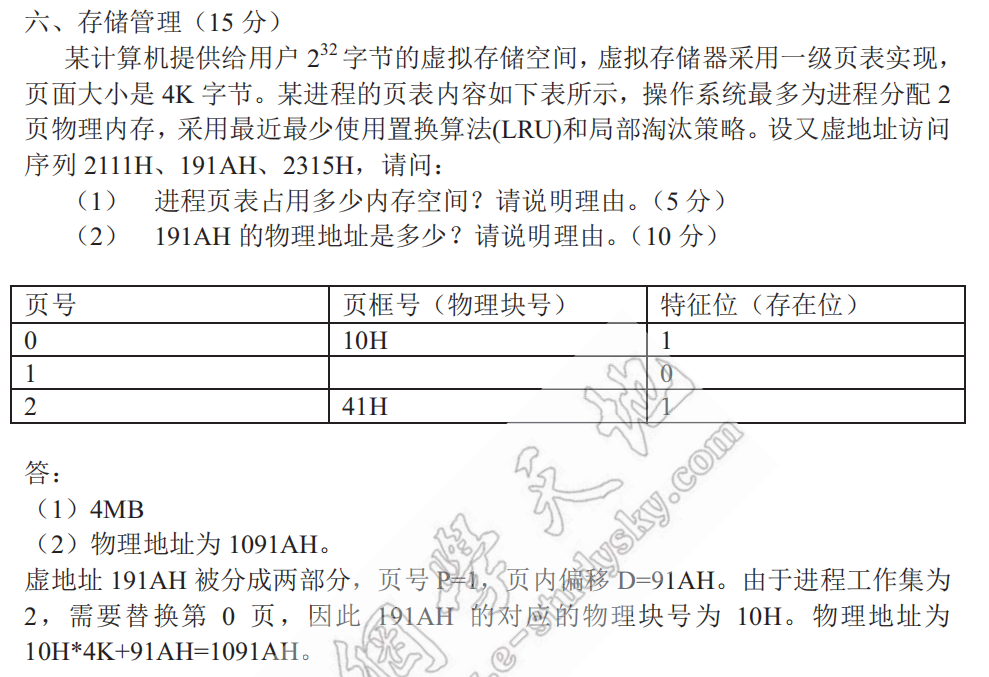 六、存储管理（15 分）
某计算机提供给用户 2³² 字节的虚拟存储空间，虚拟存储器采用一级页表实现，
页面大小是 4K 字节。某进程的页表内容如下表所示，操作系统最多为进程分配 2
页物理内存，采用最近最少使用置换算法(LRU)和局部淘汰策略。设又虚地址访问
序列 2111H、191AH、2315H，请问：
（1） 进程页表占用多少内存空间？请说明理由。（5 分）
（2） 191AH 的物理地址是多少？请说明理由。（10 分）
页号 页框号（物理块号） 特征位（存在位）
0 10H 1
1 0
2 41H 1
答：
（1）4MB
（2）物理地址为 1091AH。
虚地址 191AH 被分成两部分，页号 P=1，页内偏移 D=91AH。由于进程工作集为
2，需要替换第 0 页，因此 191AH 的对应的物理块号为 10H。物理地址为
10H*4K+91AH=1091AH。
网学天地
e-studysky.com